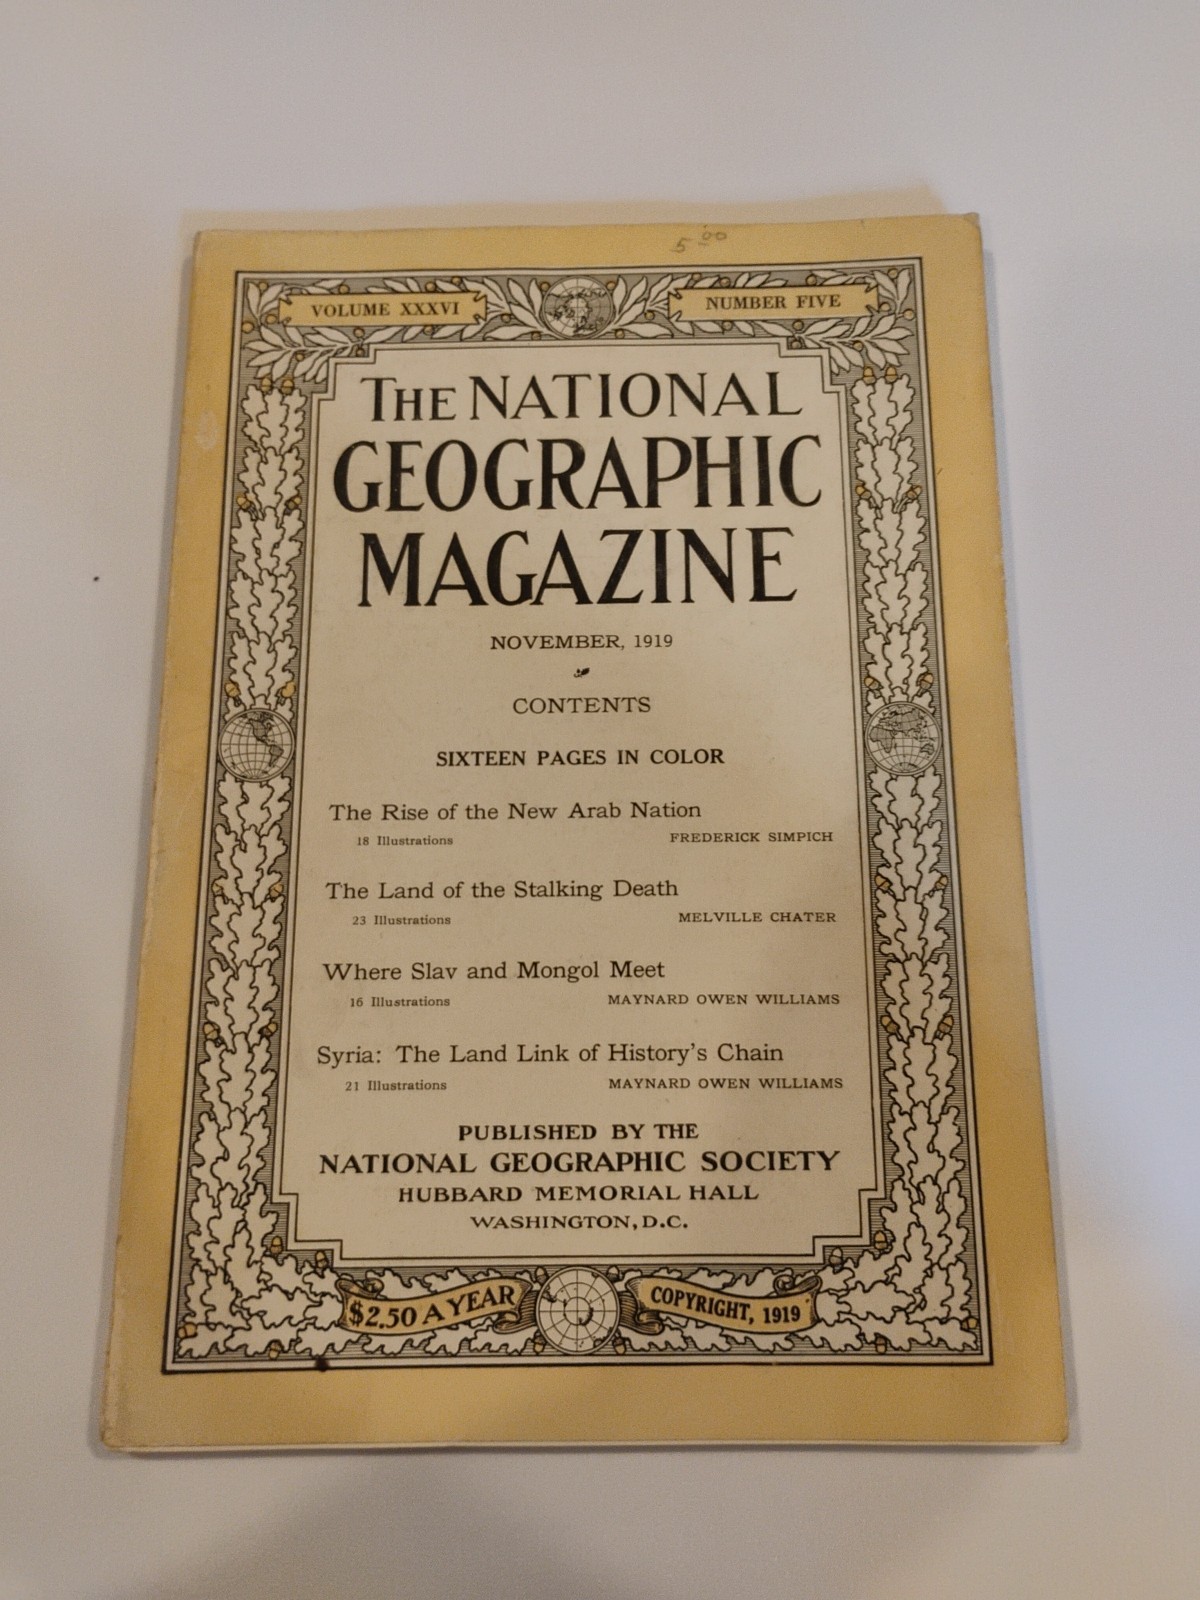 5 00
VOLUME XXXVI
NUMBER FIVE
THE NATIONAL
GEOGRAPHIC
MAGAZINE
NOVEMBER, 1919
CONTENTS
SIXTEEN PAGES IN COLOR
The Rise of the New Arab Nation
18 Illustrations FREDERICK SIMPICH
The Land of the Stalking Death
23 Illustrations MELVILLE CHATER
Where Slav and Mongol Meet
16 Illustrations MAYNARD OWEN WILLIAMS
Syria: The Land Link of History's Chain
21 Illustrations MAYNARD OWEN WILLIAMS
PUBLISHED BY THE
NATIONAL GEOGRAPHIC SOCIETY
HUBBARD MEMORIAL HALL
WASHINGTON, D.C.
$2.50 A YEAR
COPYRIGHT, 1919